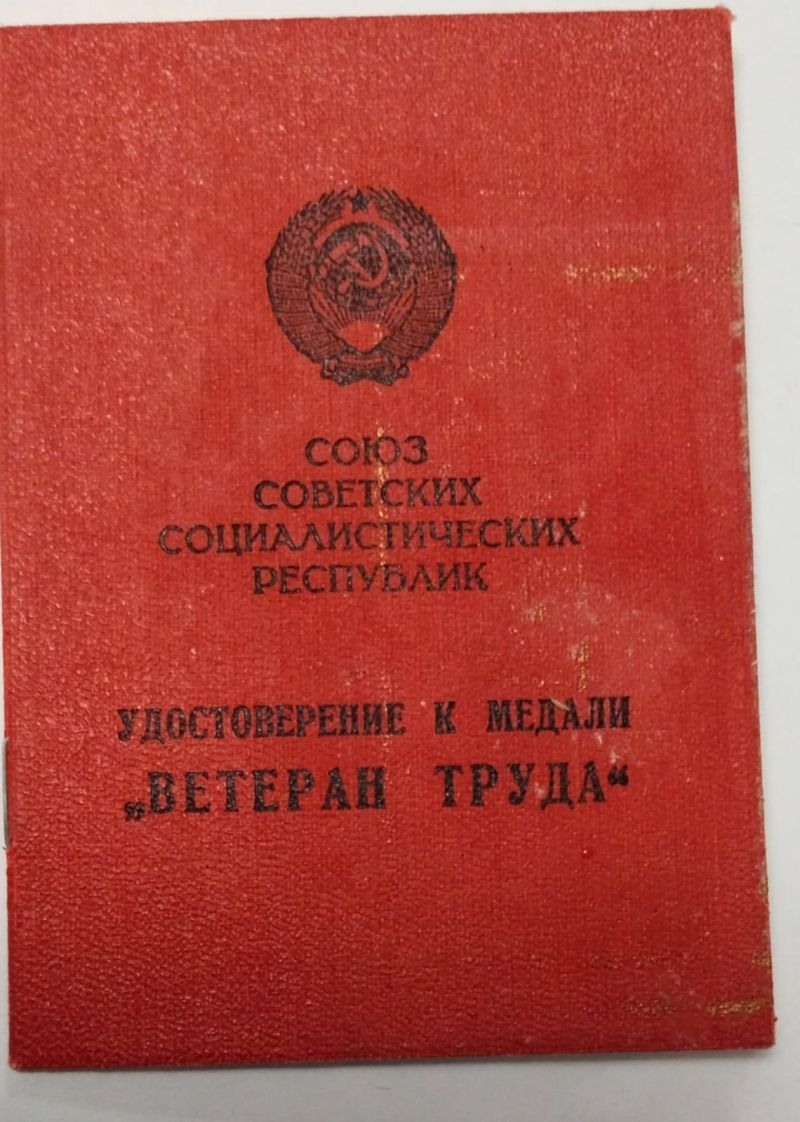 СОЮЗ
СОВЕТСКИХ
СОЦИАЛИСТИЧЕСКИХ
РЕСПУБЛИК
УДОСТОВЕРЕНИЕ К МЕДАЛИ
„ВЕТЕРАН ТРУДА“